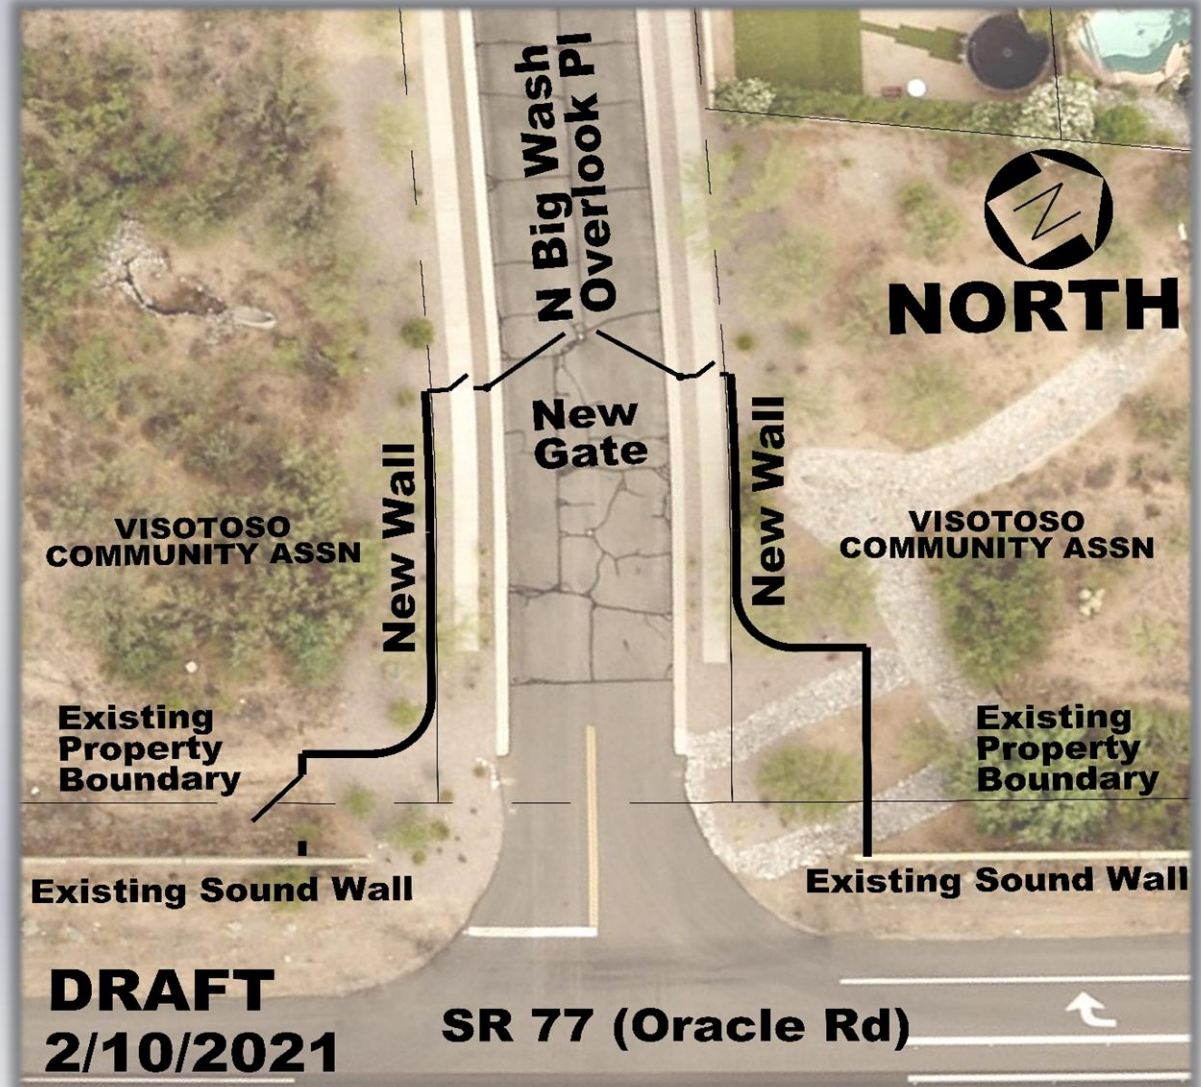 N Big Wash
Overlook Pl
N
NORTH
New
Gate
New Wall
New Wall
VISOTOSO
COMMUNITY ASSN
VISOTOSO
COMMUNITY ASSN
Existing
Property
Boundary
Existing
Property
Boundary
Existing Sound Wall
Existing Sound Wall
DRAFT
2/10/2021
SR 77 (Oracle Rd)